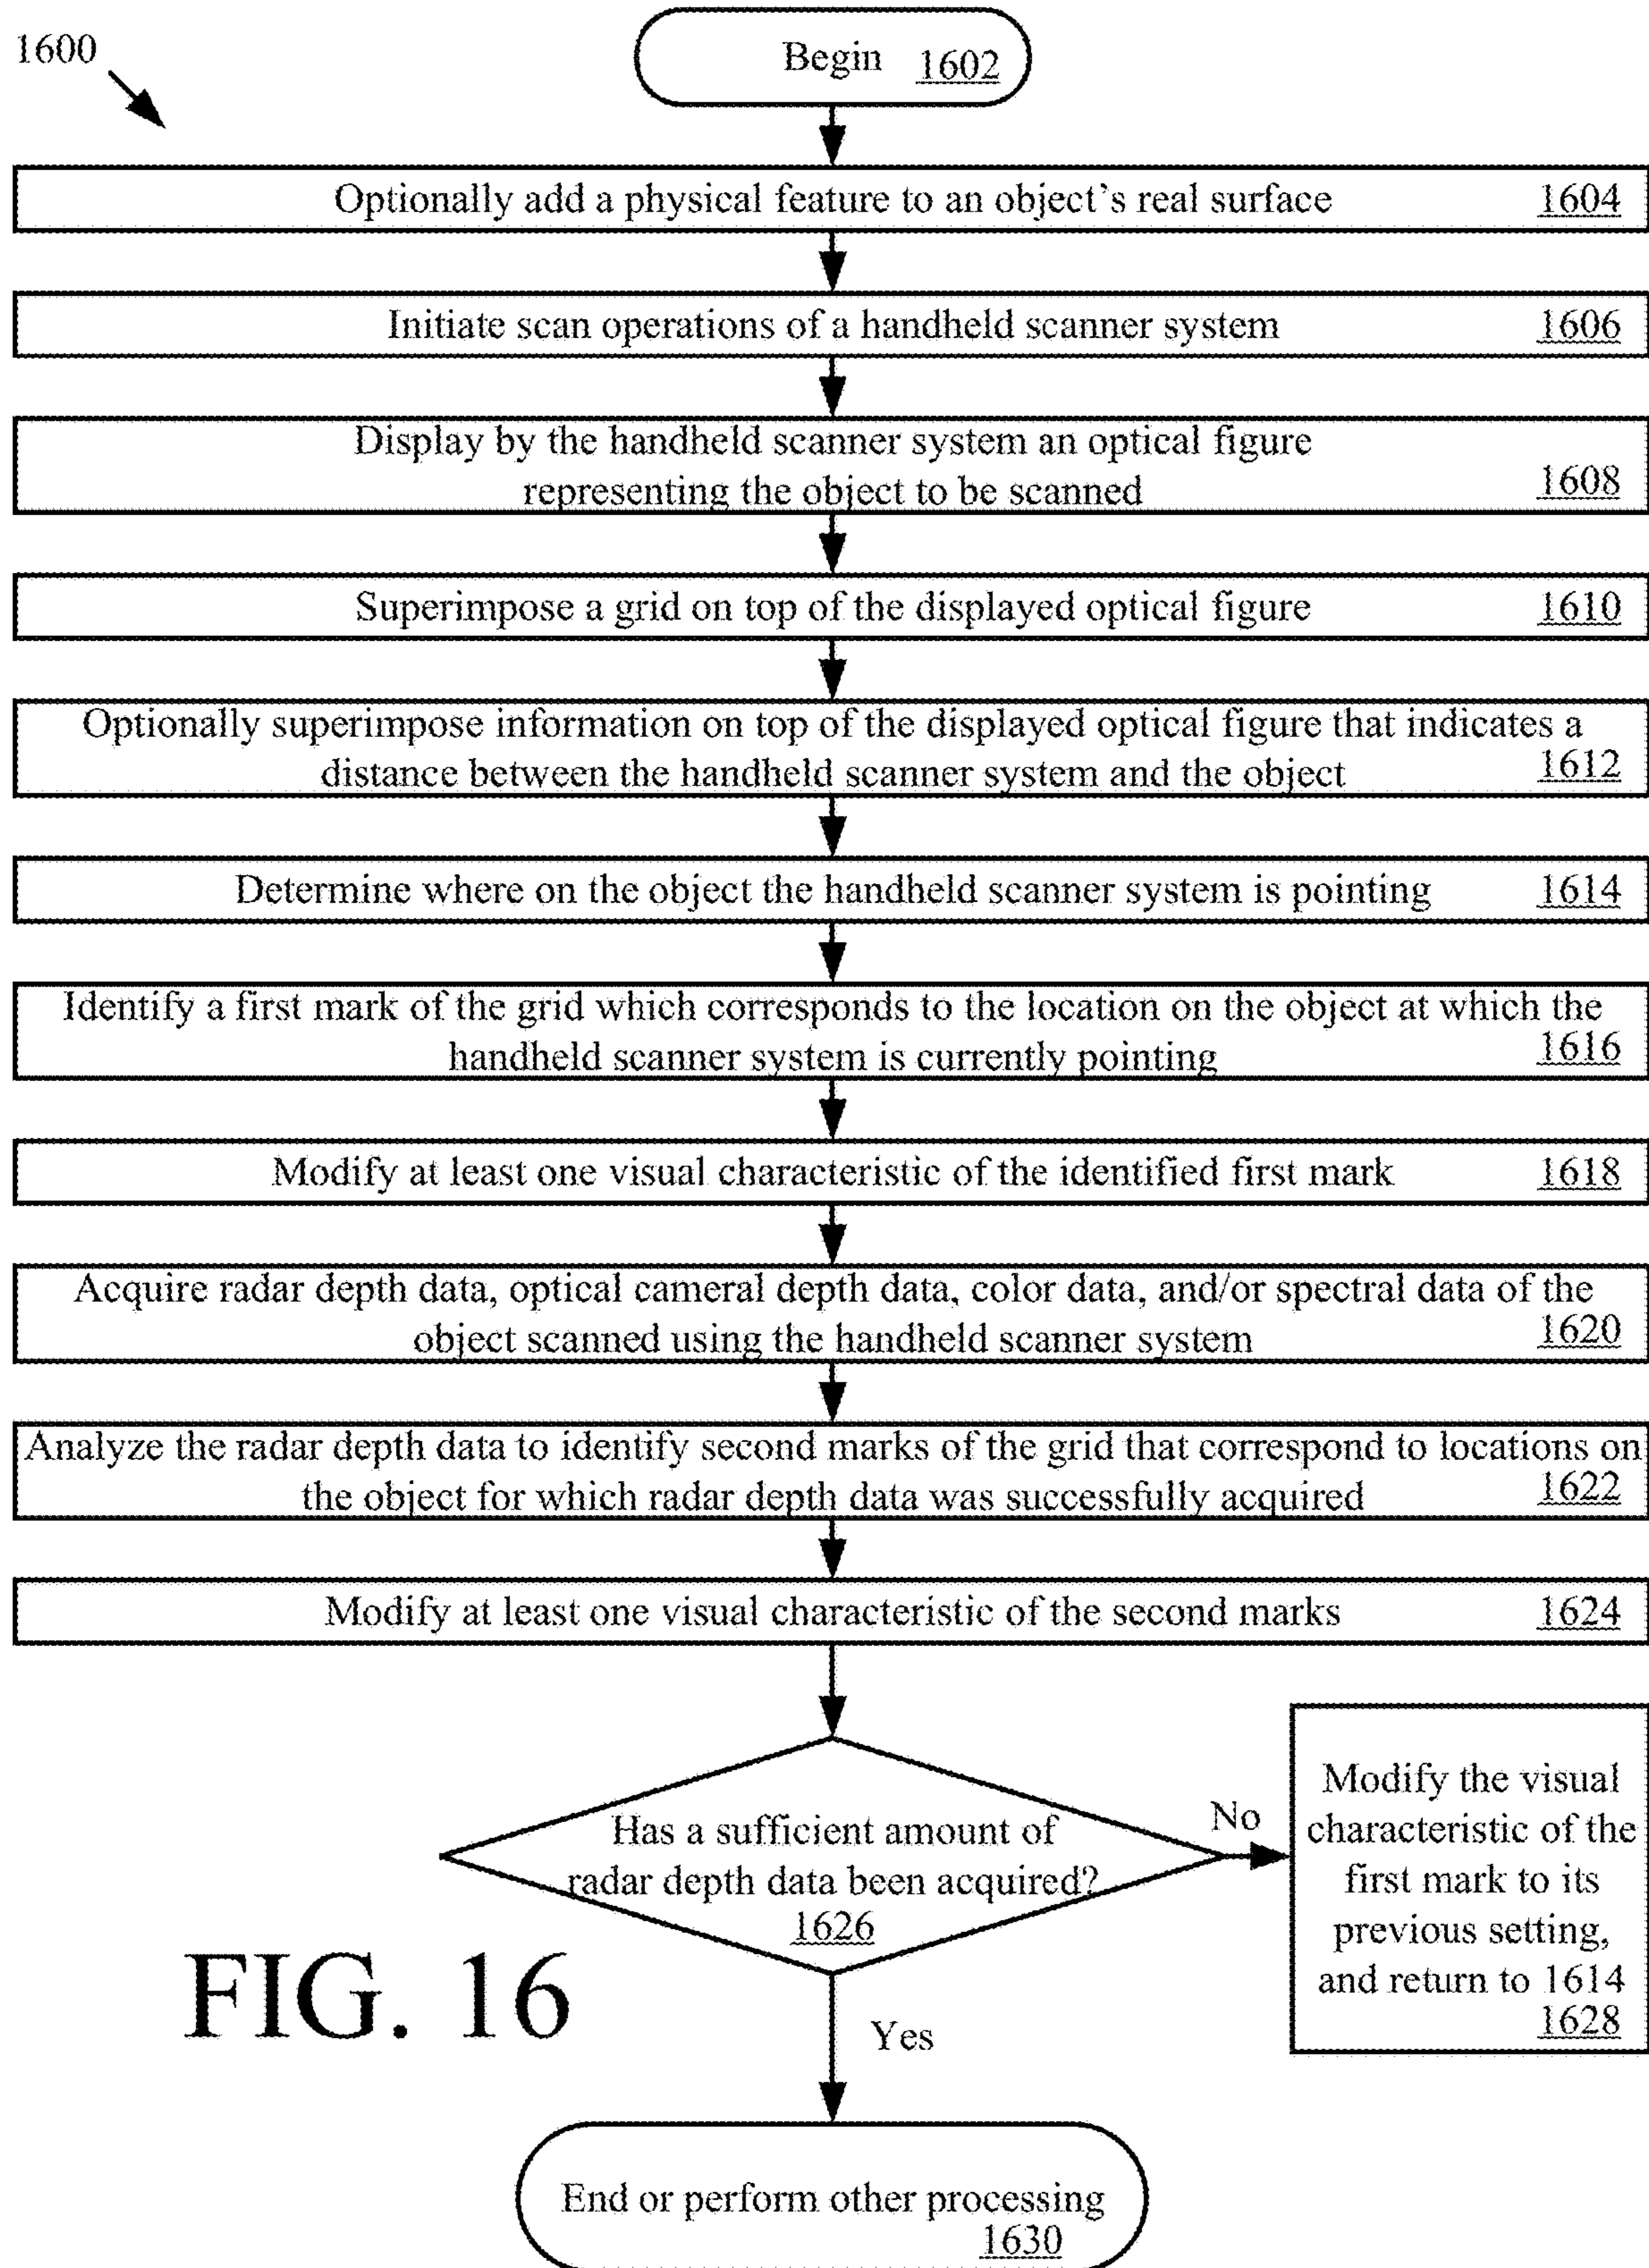 1600
Begin 1602
Optionally add a physical feature to an object's real surface 1604
Initiate scan operations of a handheld scanner system 1606
Display by the handheld scanner system an optical figure
representing the object to be scanned 1608
Superimpose a grid on top of the displayed optical figure 1610
Optionally superimpose information on top of the displayed optical figure that indicates a
distance between the handheld scanner system and the object 1612
Determine where on the object the handheld scanner system is pointing 1614
Identify a first mark of the grid which corresponds to the location on the object at which the
handheld scanner system is currently pointing 1616
Modify at least one visual characteristic of the identified first mark 1618
Acquire radar depth data, optical cameral depth data, color data, and/or spectral data of the
object scanned using the handheld scanner system 1620
Analyze the radar depth data to identify second marks of the grid that correspond to locations on
the object for which radar depth data was successfully acquired 1622
Modify at least one visual characteristic of the second marks 1624
Has a sufficient amount of
radar depth data been acquired?
1626
No
Modify the visual
characteristic of the
first mark to its
previous setting,
and return to 1614
1628
FIG. 16
Yes
End or perform other processing
1630